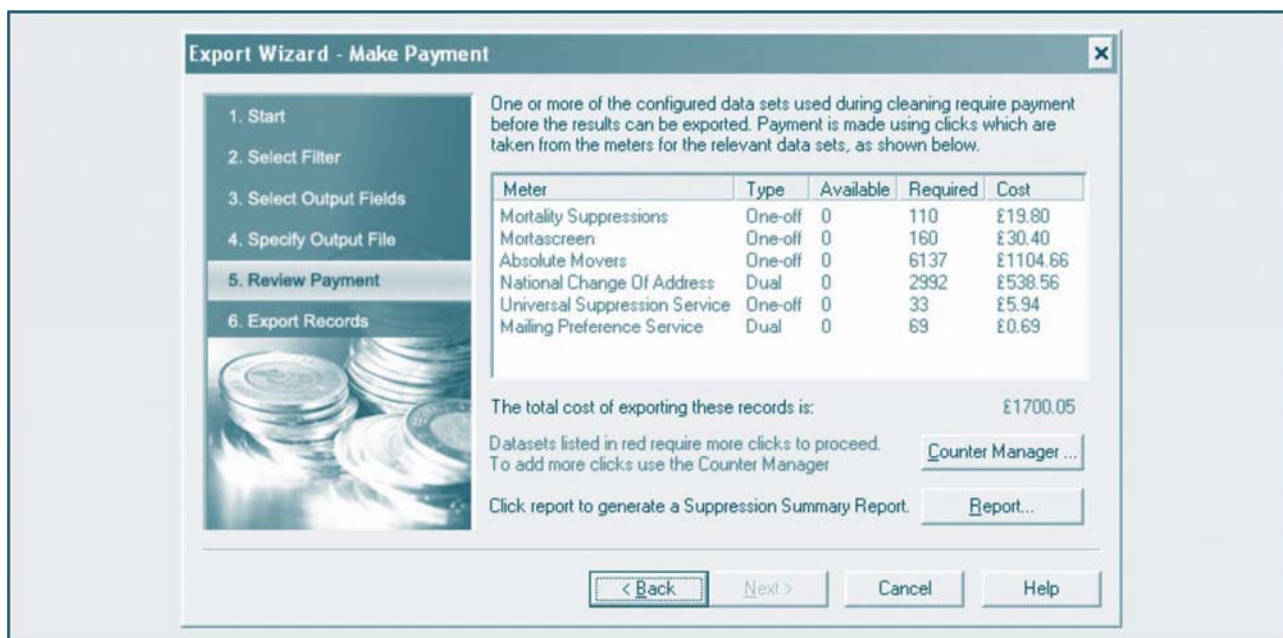 Export Wizard - Make Payment
1. Start
2. Select Filter
3. Select Output Fields
4. Specify Output File
5. Review Payment
6. Export Records
One or more of the configured data sets used during cleaning require payment
before the results can be exported. Payment is made using clicks which are
taken from the meters for the relevant data sets, as shown below.
Meter Type Available Required Cost
Mortality Suppressions One-off 0 110 £19.80
Mortascreen One-off 0 160 £30.40
Absolute Movers One-off 0 6137 £1104.66
National Change Of Address Dual 0 2992 £538.56
Universal Suppression Service One-off 0 33 £5.94
Mailing Preference Service Dual 0 69 £0.69
The total cost of exporting these records is: £1700.05
Datasets listed in red require more clicks to proceed.
To add more clicks use the Counter Manager
Counter Manager ...
Click report to generate a Suppression Summary Report.
Report...
< Back Next > Cancel Help